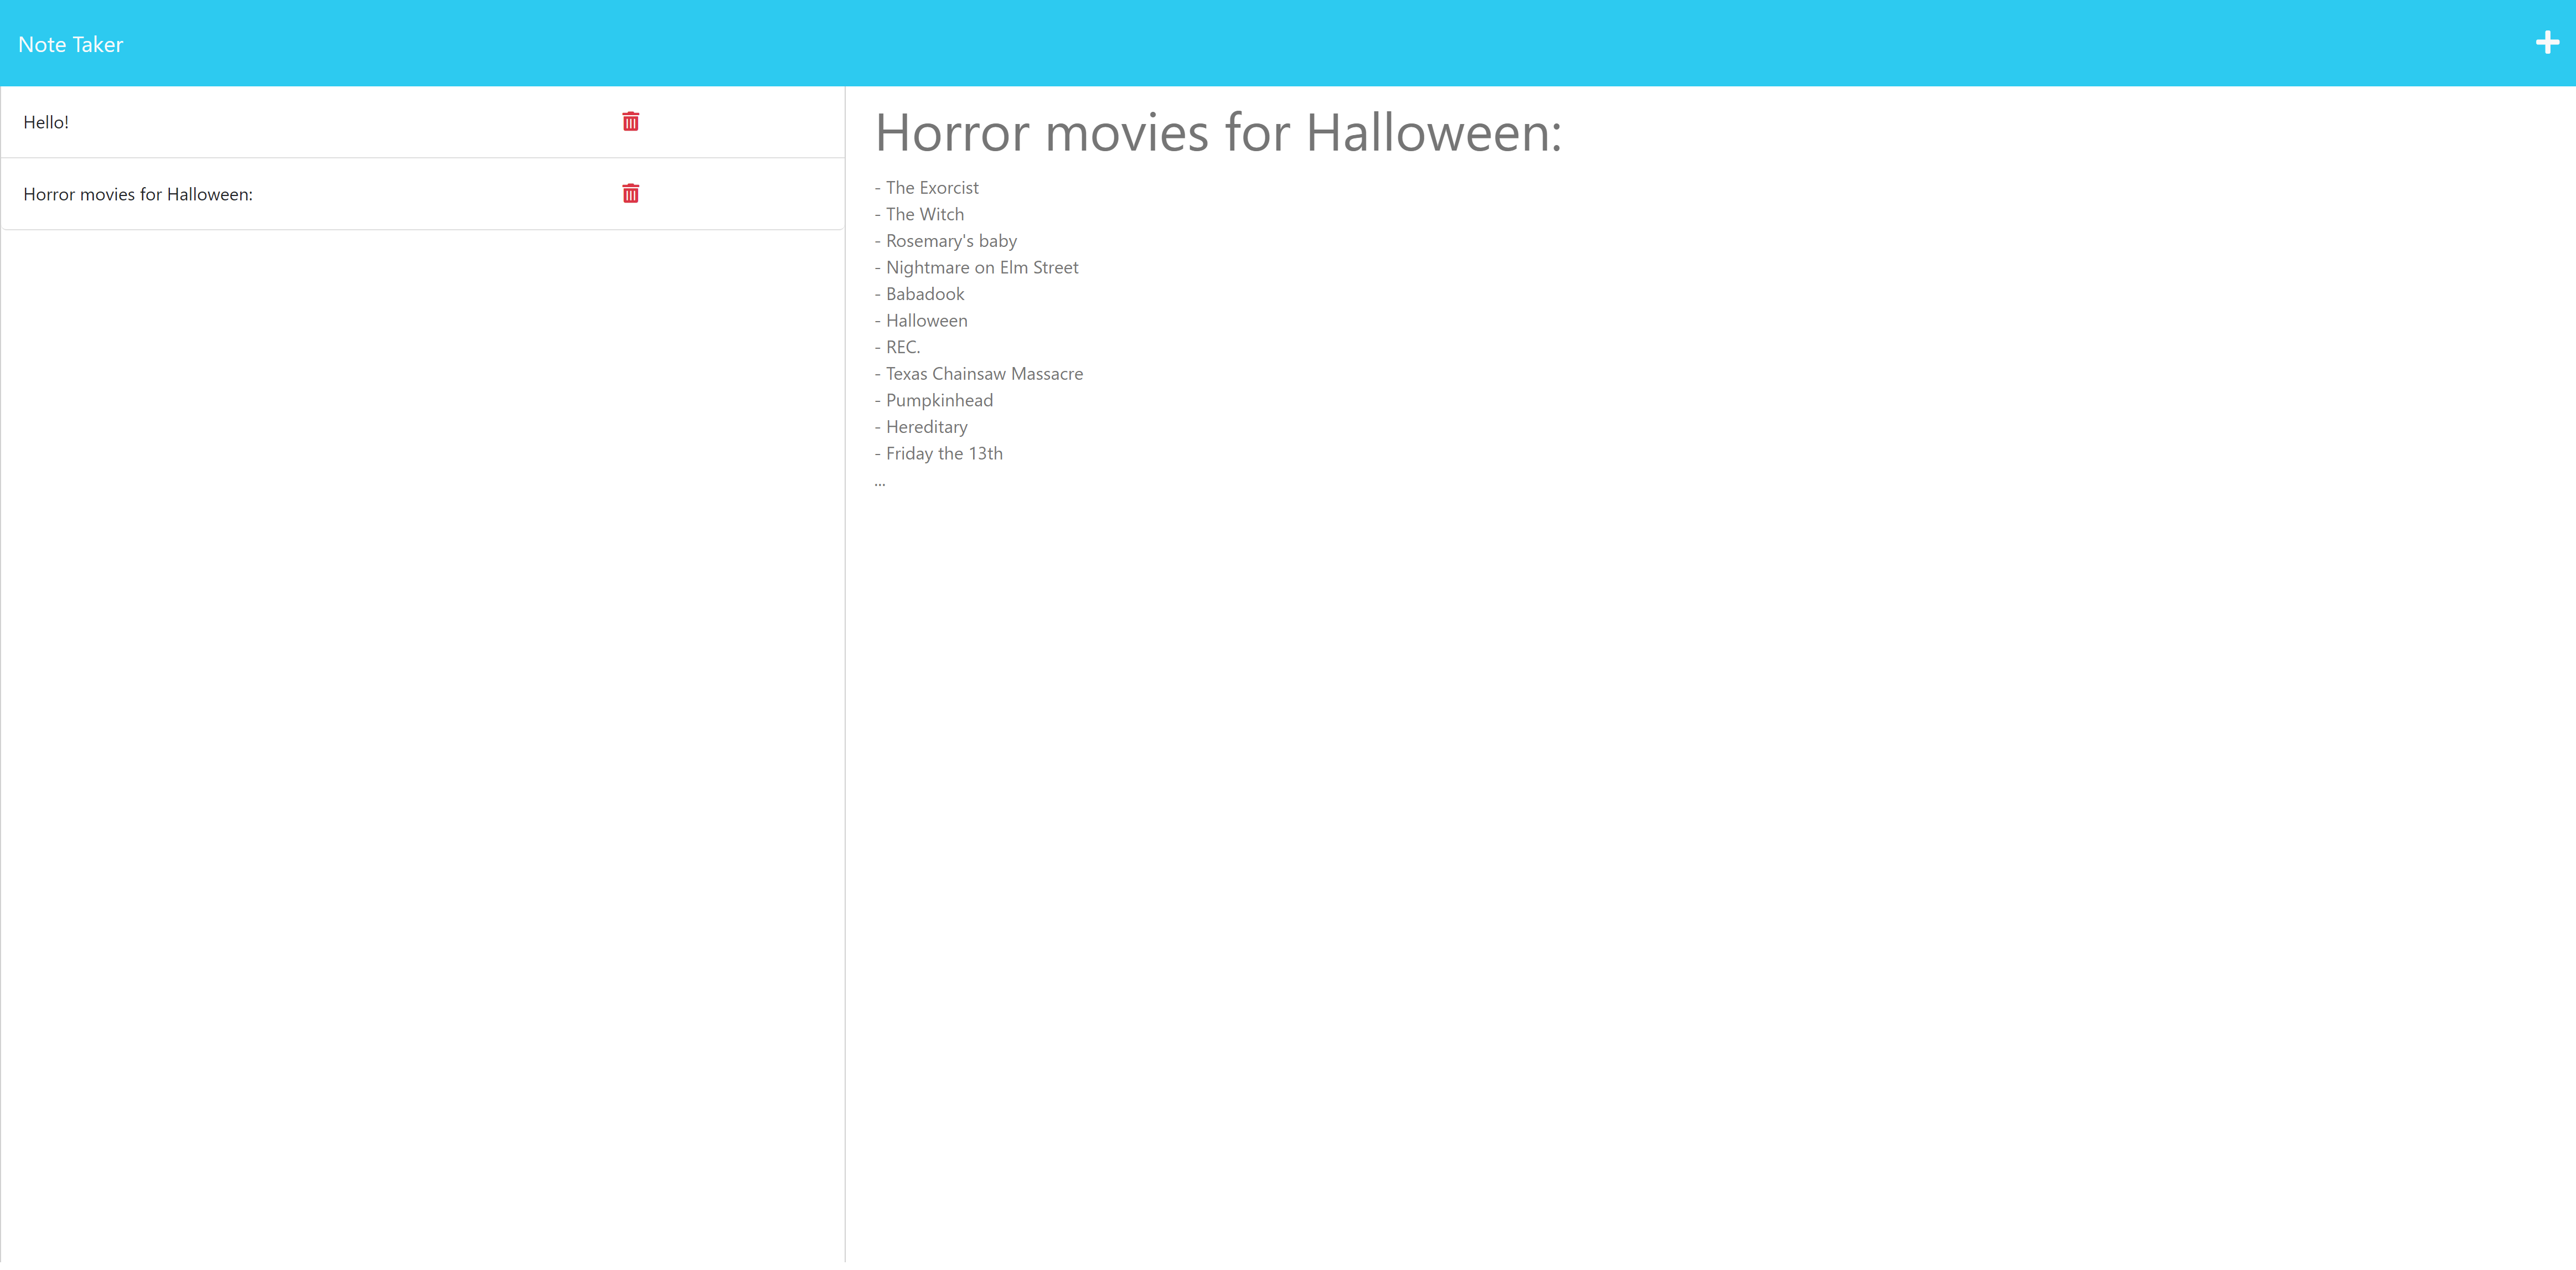 Note Taker
Hello!
Horror movies for Halloween:
Horror movies for Halloween:
- The Exorcist
- The Witch
- Rosemary's baby
- Nightmare on Elm Street
- Babadook
- Halloween
- REC.
- Texas Chainsaw Massacre
- Pumpkinhead
- Hereditary
- Friday the 13th
...